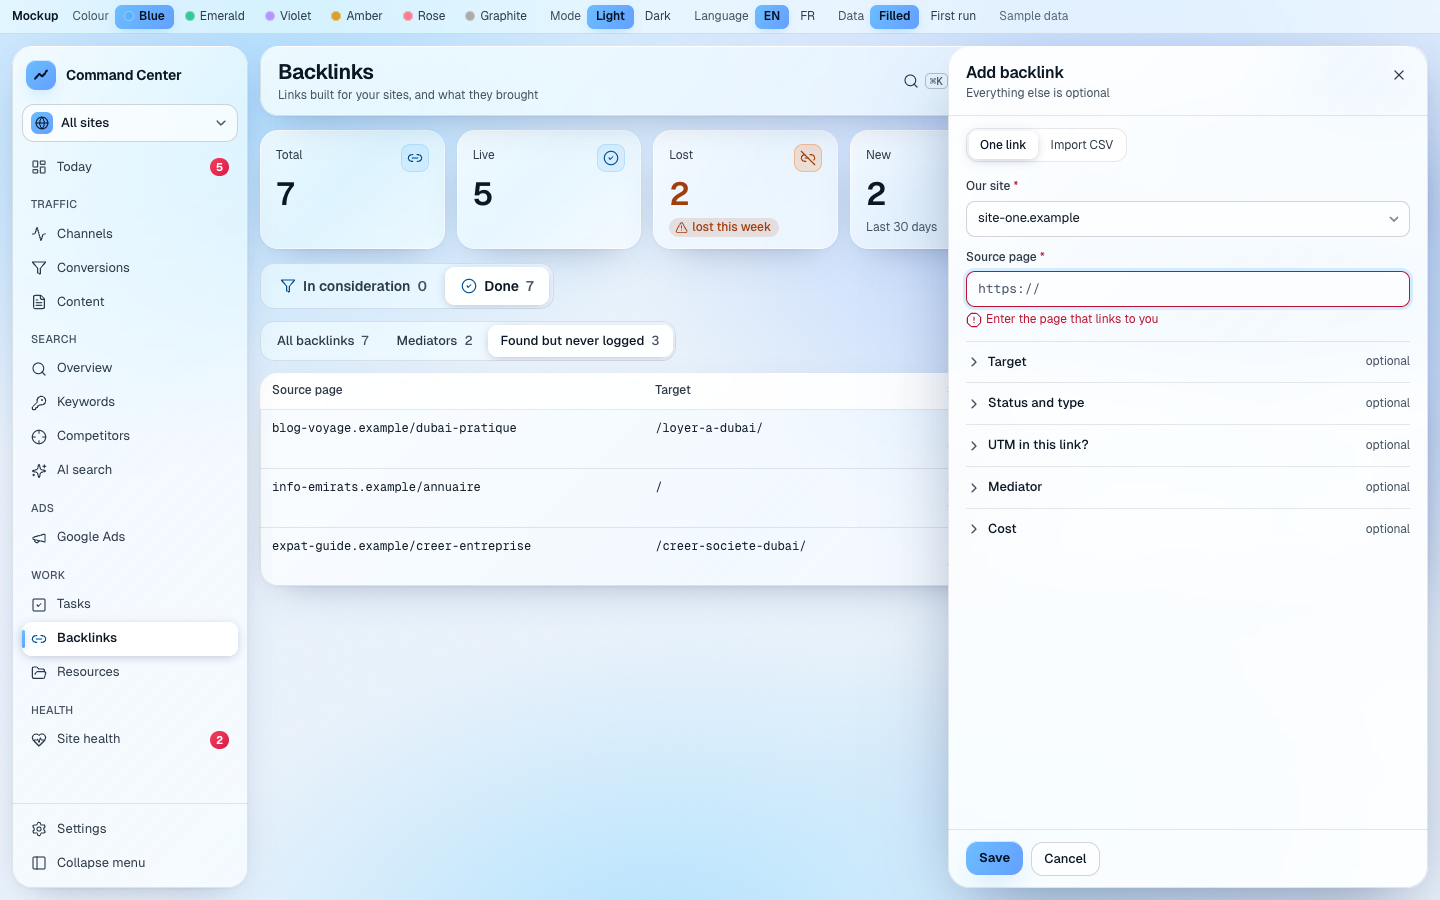 Mockup Colour Blue Emerald Violet Amber Rose Graphite Mode Light Dark Language EN FR Data Filled First run Sample data
Command Center
All sites
Today 5
TRAFFIC
Channels
Conversions
Content
SEARCH
Overview
Keywords
Competitors
AI search
ADS
Google Ads
WORK
Tasks
Backlinks
Resources
HEALTH
Site health 2
Settings
Collapse menu
Backlinks
Links built for your sites, and what they brought
⌘K
Total
7
Live
5
Lost
2
lost this week
New
2
Last 30 days
In consideration 0 Done 7
All backlinks 7 Mediators 2 Found but never logged 3
Source page Target
blog-voyage.example/dubai-pratique /loyer-a-dubai/
info-emirats.example/annuaire /
expat-guide.example/creer-entreprise /creer-societe-dubai/
Add backlink
Everything else is optional
One link Import CSV
Our site *
site-one.example
Source page *
https://
Enter the page that links to you
Target optional
Status and type optional
UTM in this link? optional
Mediator optional
Cost optional
Save Cancel